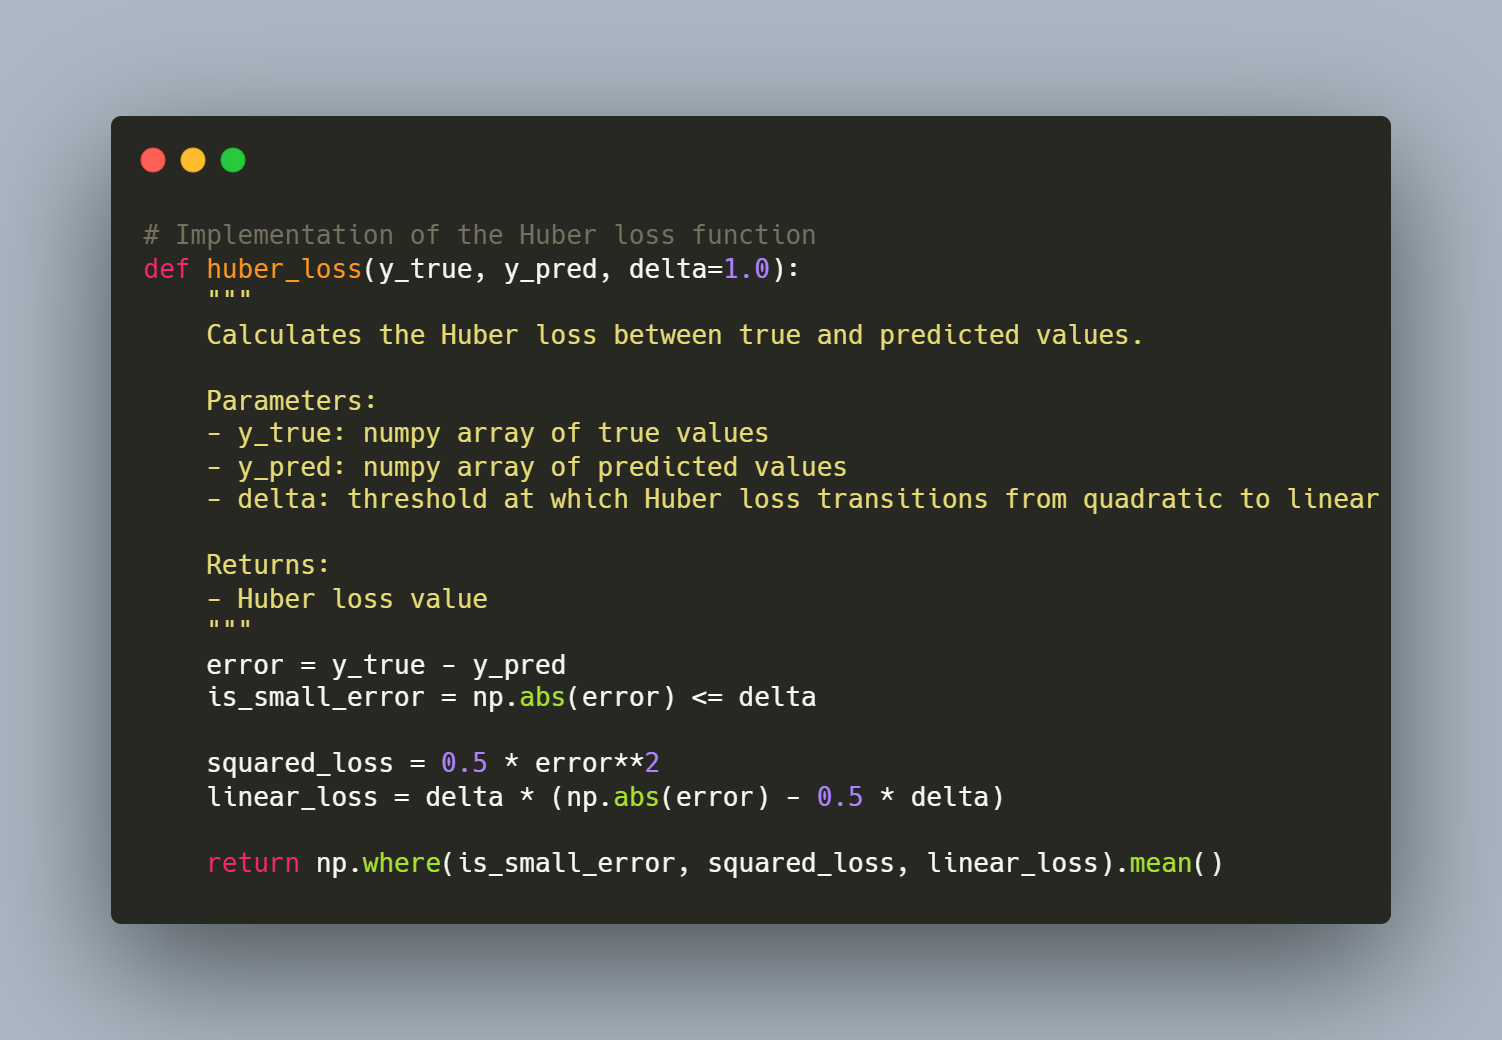 # Implementation of the Huber loss function
def huber_loss(y_true, y_pred, delta=1.0):
    """
    Calculates the Huber loss between true and predicted values.

    Parameters:
    - y_true: numpy array of true values
    - y_pred: numpy array of predicted values
    - delta: threshold at which Huber loss transitions from quadratic to linear

    Returns:
    - Huber loss value
    """
    error = y_true - y_pred
    is_small_error = np.abs(error) <= delta

    squared_loss = 0.5 * error**2
    linear_loss = delta * (np.abs(error) - 0.5 * delta)

    return np.where(is_small_error, squared_loss, linear_loss).mean()